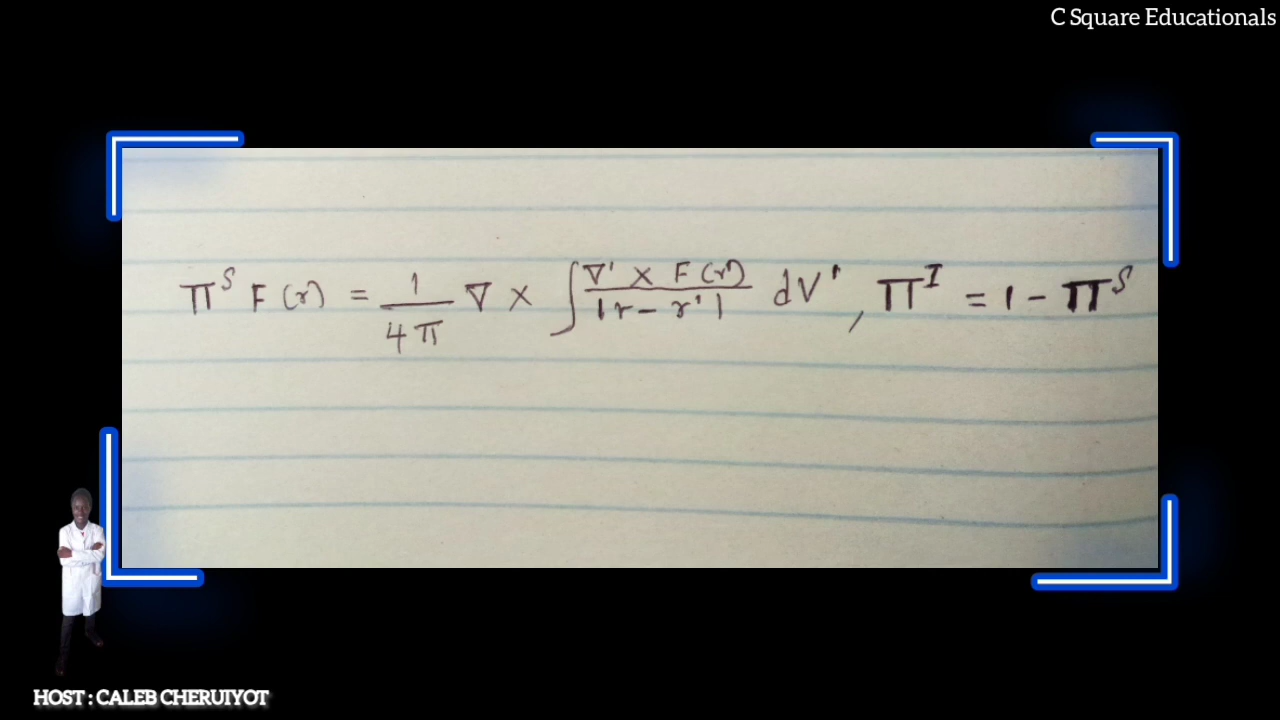 C Square Educationals
Π^S F(r) = 1/4π ∇ × ∫ ∇' × F(r')/|r - r'| dV', Π^I = 1 - Π^S
HOST : CALEB CHERUIYOT